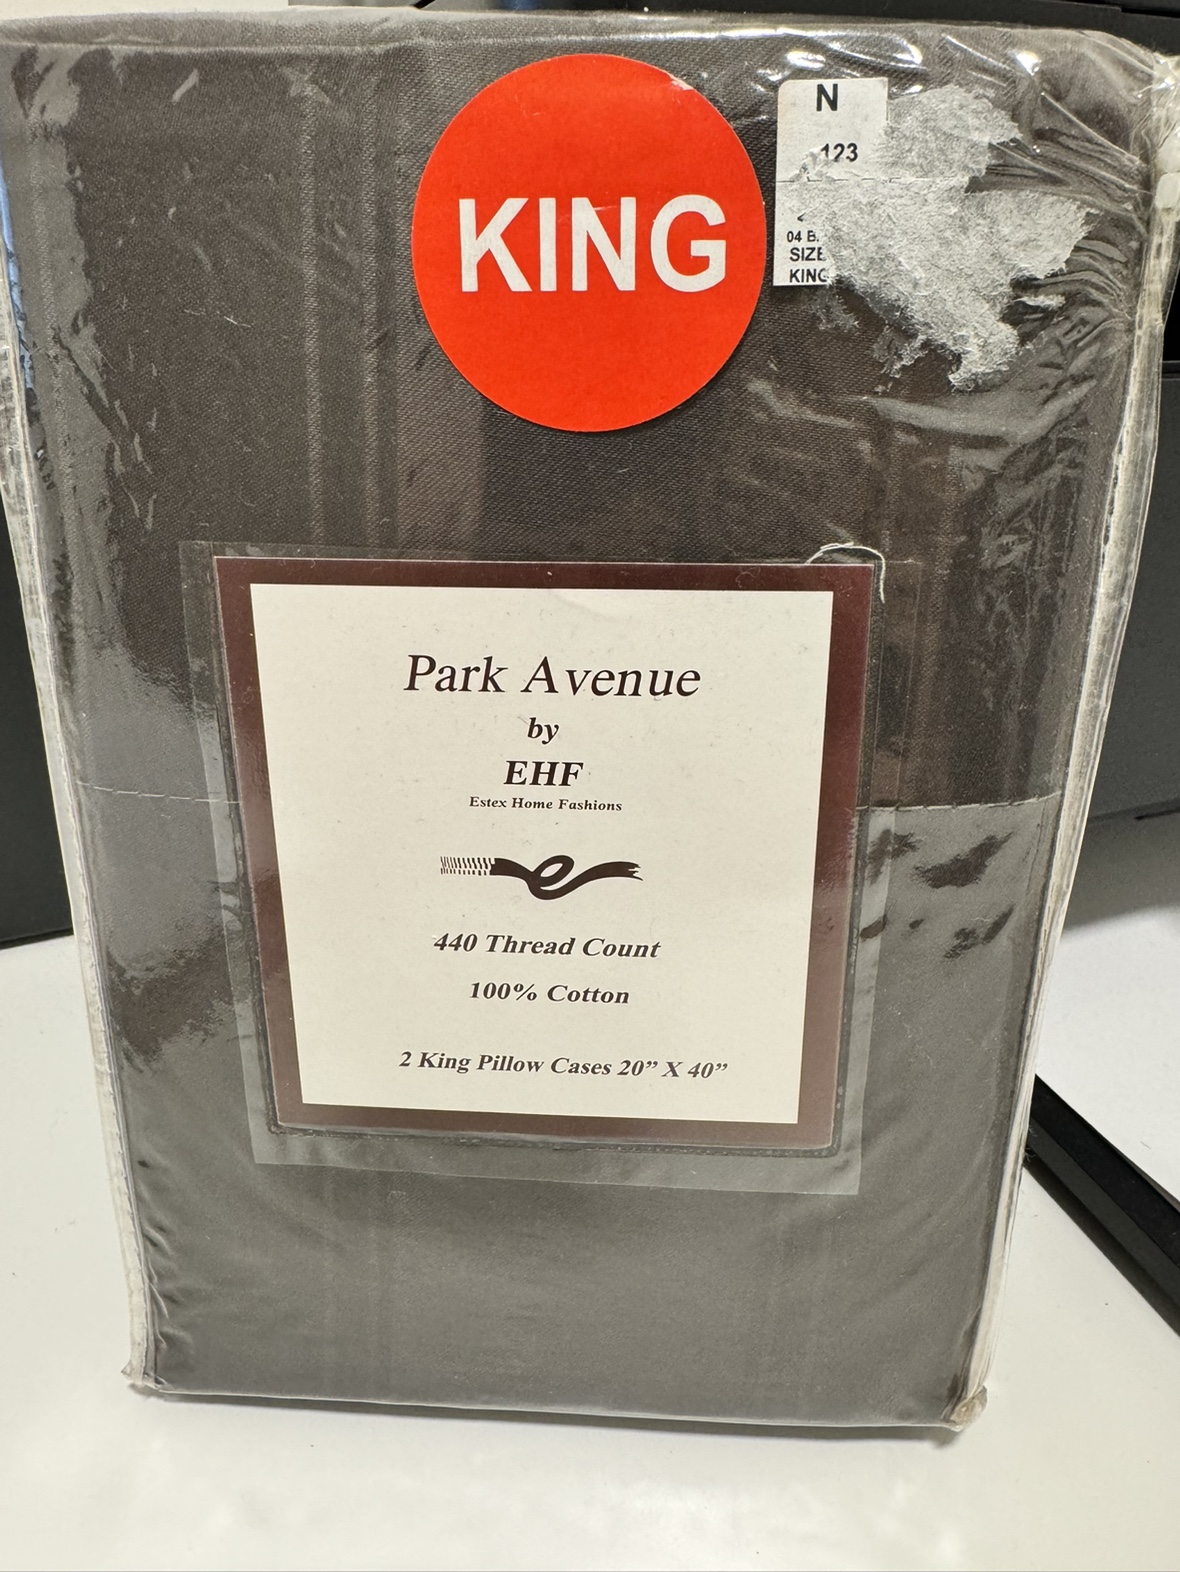 KING
N
123
04 B.
SIZE
KING
Park Avenue
by
EHF
Estex Home Fashions
440 Thread Count
100% Cotton
2 King Pillow Cases 20” X 40”